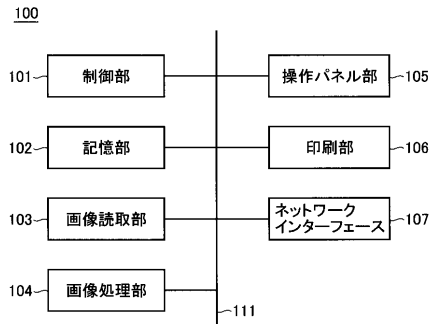 100
101 制御部
操作パネル部 105
102 記憶部
印刷部 106
103 画像読取部
ネットワーク
インターフェース 107
104 画像処理部
111